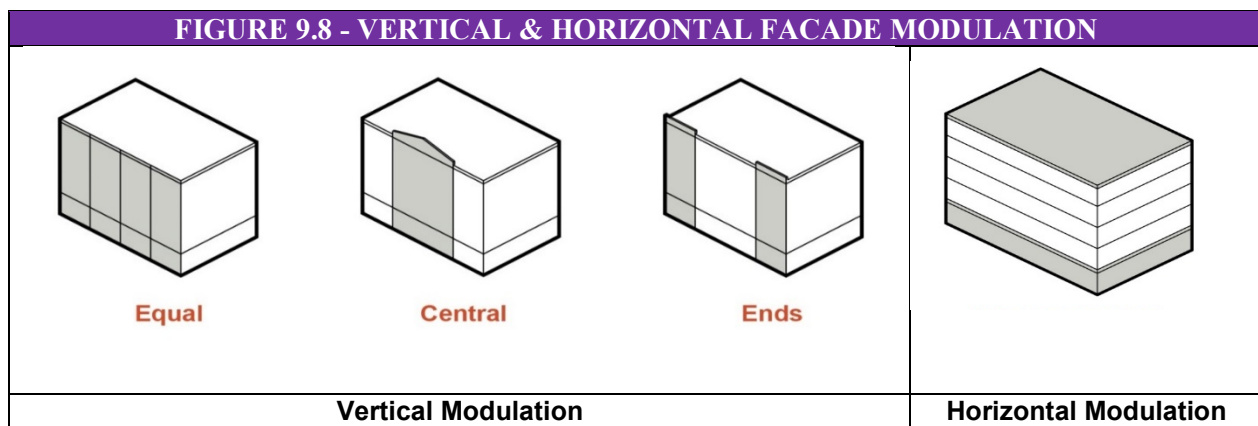 FIGURE 9.8 - VERTICAL & HORIZONTAL FACADE MODULATION
Equal
Central
Ends
Vertical Modulation
Horizontal Modulation